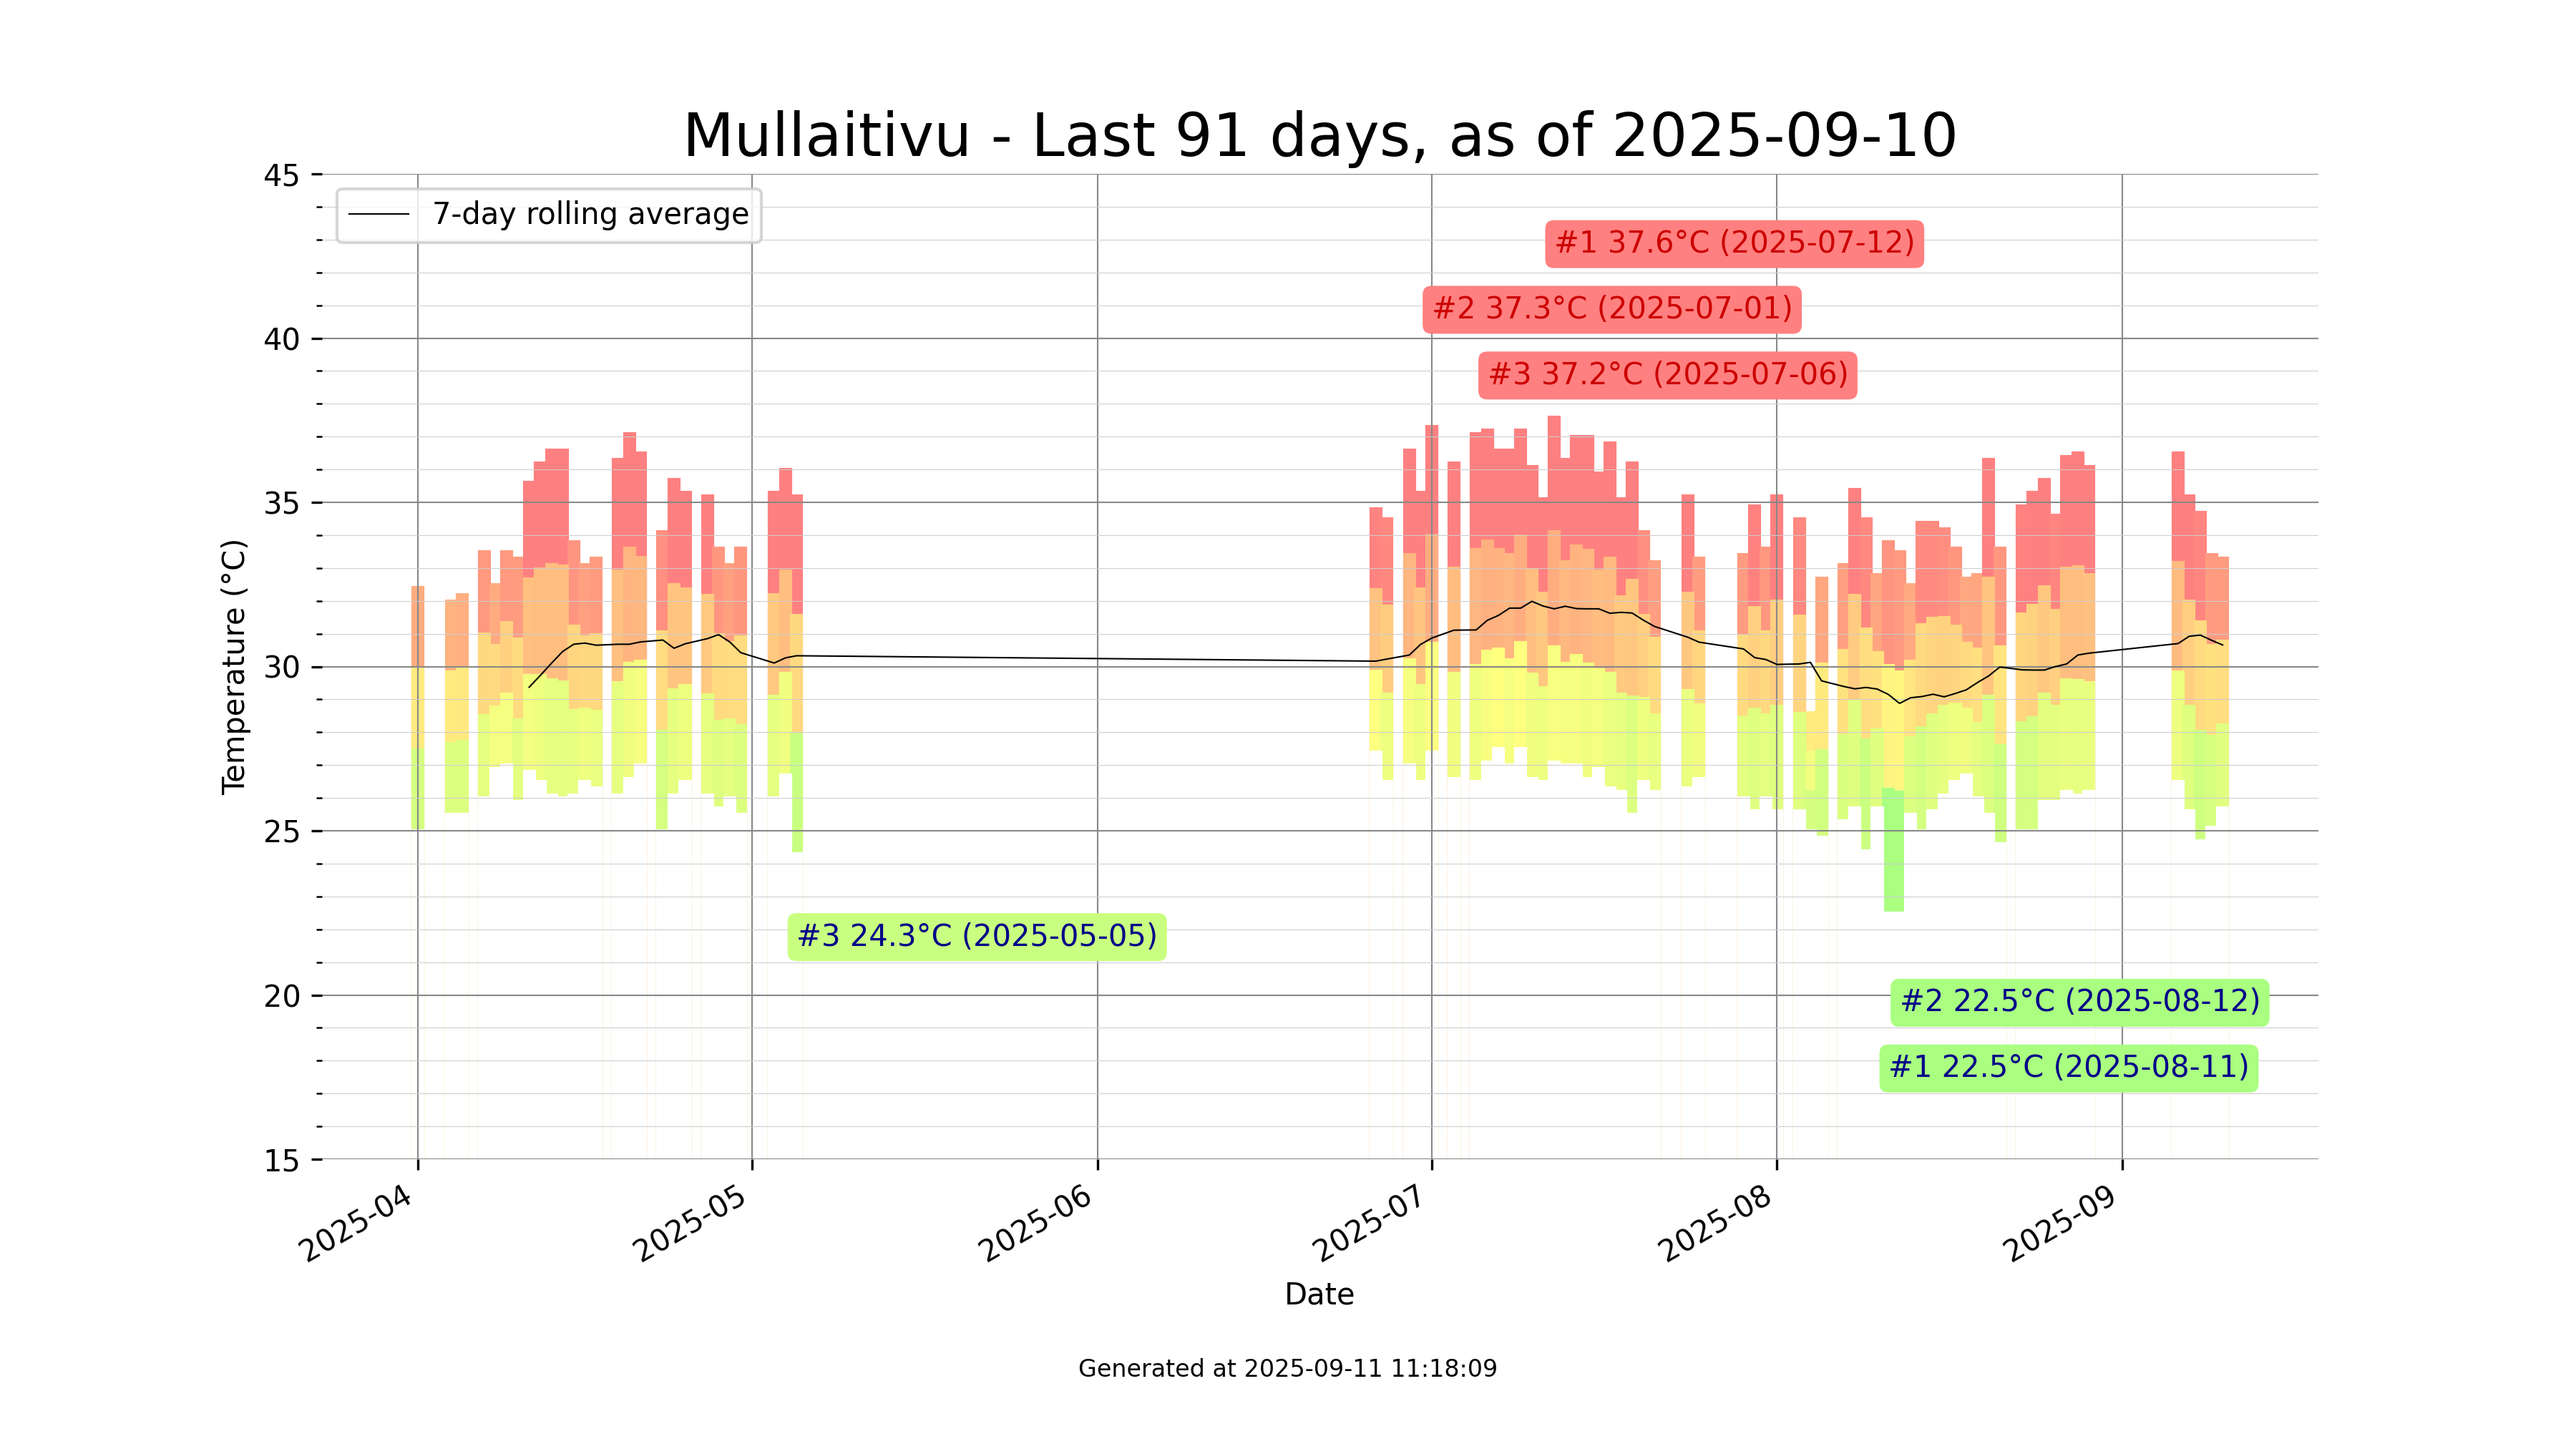 Mullaitivu - Last 91 days, as of 2025-09-10
7-day rolling average
#1 37.6°C (2025-07-12)
#2 37.3°C (2025-07-01)
#3 37.2°C (2025-07-06)
#3 24.3°C (2025-05-05)
#2 22.5°C (2025-08-12)
#1 22.5°C (2025-08-11)
Temperature (°C)
45
40
35
30
25
20
15
2025-04
2025-05
2025-06
2025-07
2025-08
2025-09
Date
Generated at 2025-09-11 11:18:09